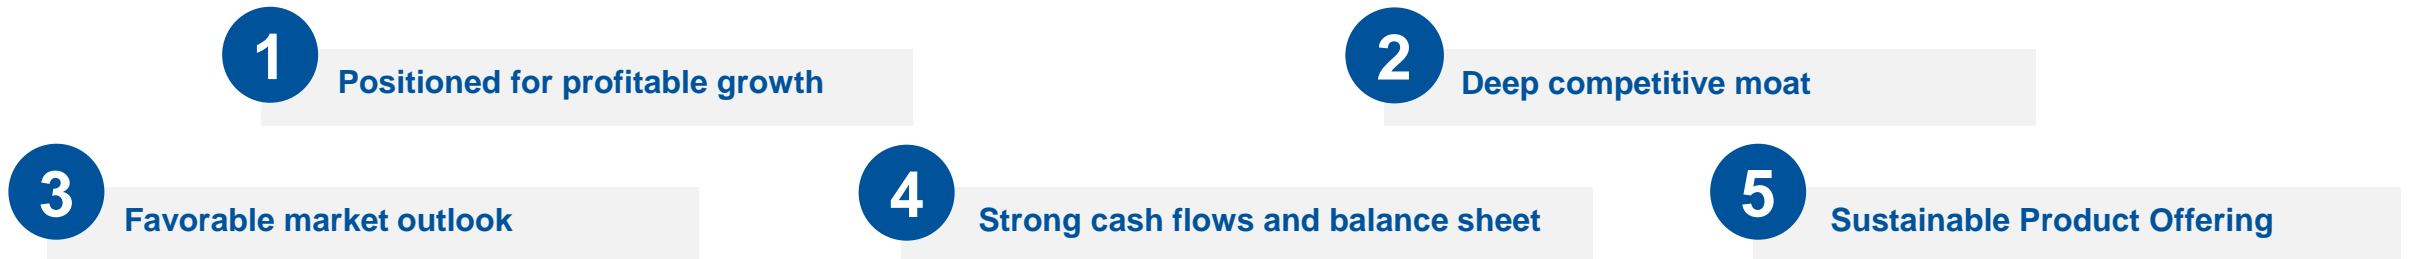 1
Positioned for profitable growth
2
Deep competitive moat
3
Favorable market outlook
4
Strong cash flows and balance sheet
5
Sustainable Product Offering